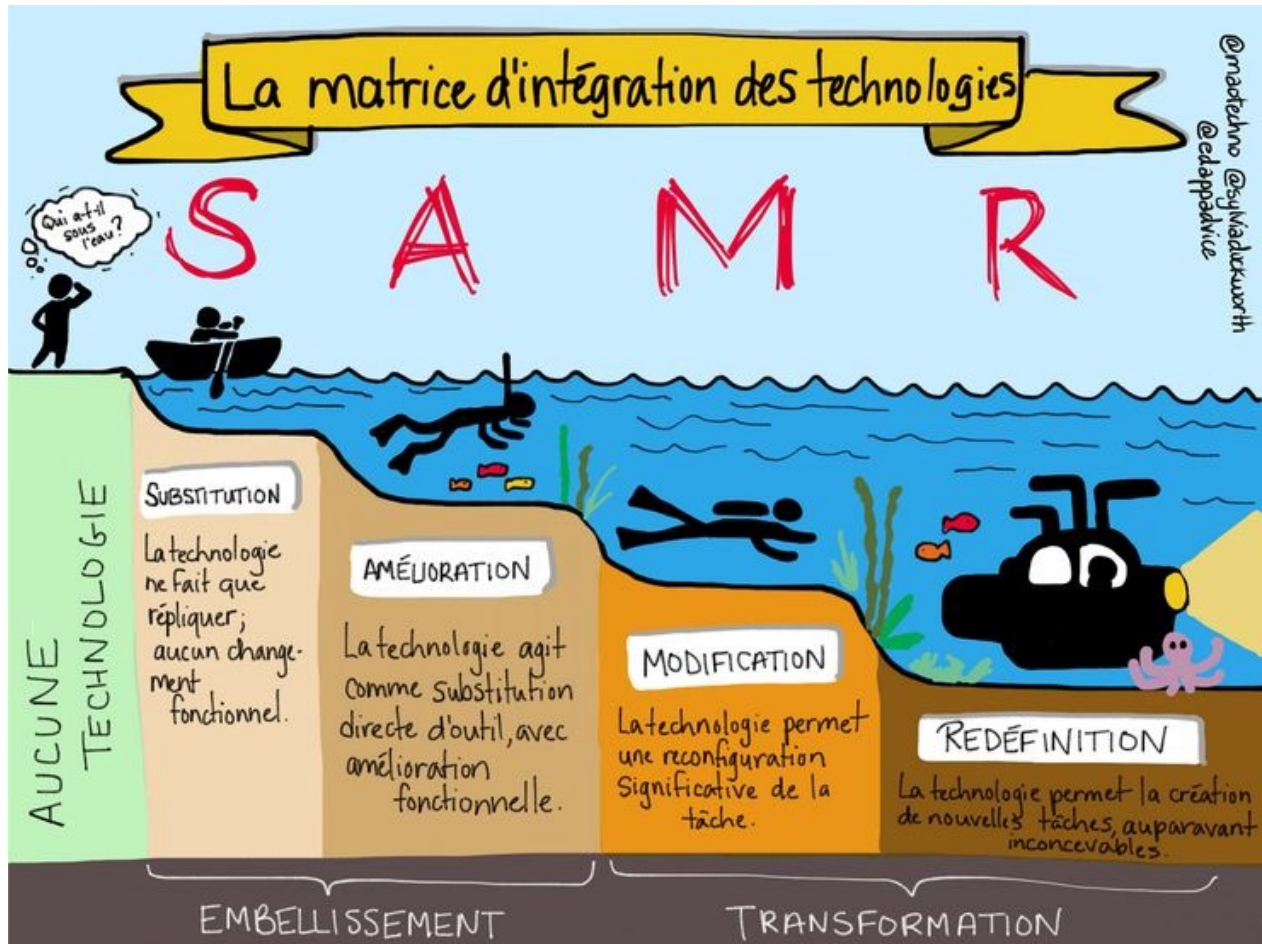 La matrice d'intégration des technologies
@maotechno @sylviaduckworth
@edappadvice
S A M R
Qui a-t-il
sous
l'eau?
AUCUNE
TECHNOLOGIE
SUBSTITUTION
La technologie
ne fait que
répliquer;
aucun change-
ment
fonctionnel.
AMÉLIORATION
La technologie agit
comme substitution
directe d'outil, avec
amélioration
fonctionnelle.
MODIFICATION
La technologie permet
une reconfiguration
Significative de la
tâche.
REDÉFINITION
La technologie permet la création
de nouvelles tâches, auparavant
inconcevables.
EMBELLISSEMENT
TRANSFORMATION